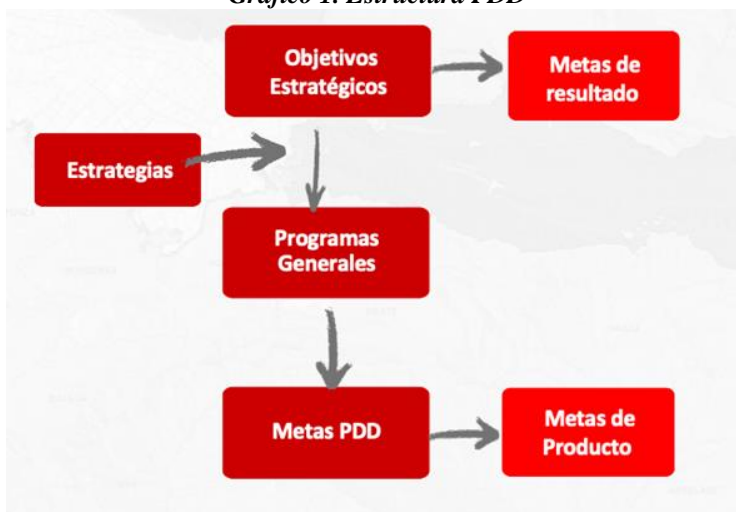 Gráfico 1. Estructura PDD
Objetivos
Estratégicos
Metas de
resultado
Estrategias
Programas
Generales
Metas PDD
Metas de
Producto